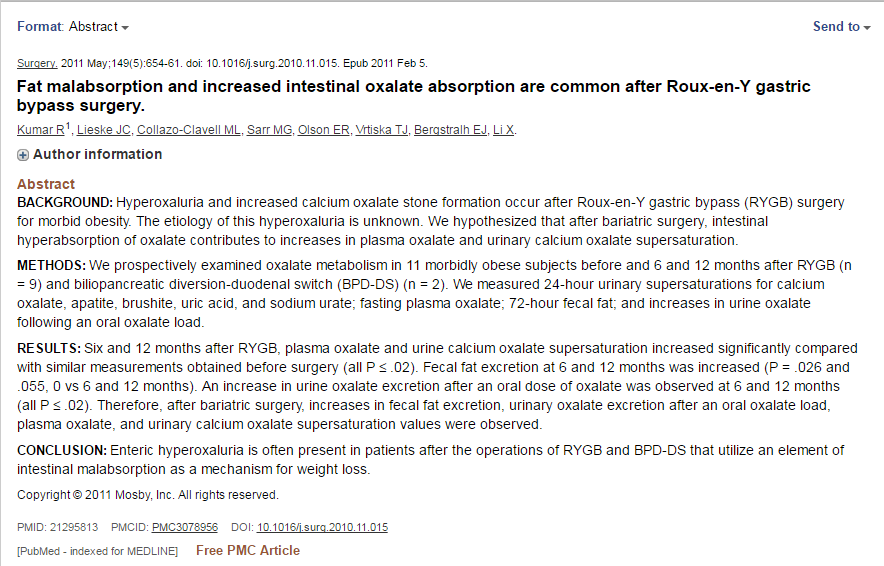 Format: Abstract
Send to
Surgery. 2011 May;149(5):654-61. doi: 10.1016/j.surg.2010.11.015. Epub 2011 Feb 5.
Fat malabsorption and increased intestinal oxalate absorption are common after Roux-en-Y gastric
bypass surgery.
Kumar R1, Lieske JC, Collazo-Clavell ML, Sarr MG, Olson ER, Vrtiska TJ, Bergstralh EJ, Li X.
Author information
Abstract
BACKGROUND: Hyperoxaluria and increased calcium oxalate stone formation occur after Roux-en-Y gastric bypass (RYGB) surgery
for morbid obesity. The etiology of this hyperoxaluria is unknown. We hypothesized that after bariatric surgery, intestinal
hyperabsorption of oxalate contributes to increases in plasma oxalate and urinary calcium oxalate supersaturation.
METHODS: We prospectively examined oxalate metabolism in 11 morbidly obese subjects before and 6 and 12 months after RYGB (n
= 9) and biliopancreatic diversion-duodenal switch (BPD-DS) (n = 2). We measured 24-hour urinary supersaturations for calcium
oxalate, apatite, brushite, uric acid, and sodium urate; fasting plasma oxalate; 72-hour fecal fat; and increases in urine oxalate
following an oral oxalate load.
RESULTS: Six and 12 months after RYGB, plasma oxalate and urine calcium oxalate supersaturation increased significantly compared
with similar measurements obtained before surgery (all P ≤ .02). Fecal fat excretion at 6 and 12 months was increased (P = .026 and
.055, 0 vs 6 and 12 months). An increase in urine oxalate excretion after an oral dose of oxalate was observed at 6 and 12 months
(all P ≤ .02). Therefore, after bariatric surgery, increases in fecal fat excretion, urinary oxalate excretion after an oral oxalate load,
plasma oxalate, and urinary calcium oxalate supersaturation values were observed.
CONCLUSION: Enteric hyperoxaluria is often present in patients after the operations of RYGB and BPD-DS that utilize an element of
intestinal malabsorption as a mechanism for weight loss.
Copyright © 2011 Mosby, Inc. All rights reserved.
PMID: 21295813 PMCID: PMC3078956 DOI: 10.1016/j.surg.2010.11.015
[PubMed - indexed for MEDLINE] Free PMC Article